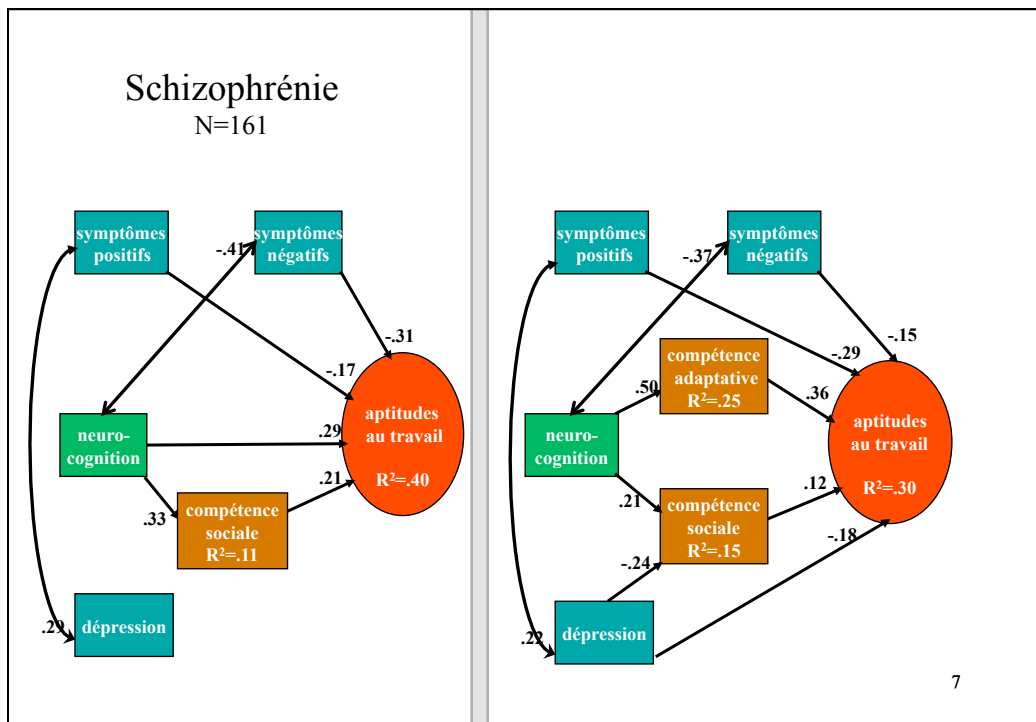 Schizophrénie
N=161
symptômes
positifs
symptômes
négatifs
-.41
-.31
-.17
aptitudes
au travail
R²=.40
neuro-
cognition
.29
.21
.33
compétence
sociale
R²=.11
.29
dépression
symptômes
positifs
symptômes
négatifs
-.37
-.15
-.29
compétence
adaptative
R²=.25
.50
.36
aptitudes
au travail
R²=.30
neuro-
cognition
.21
.12
compétence
sociale
R²=.15
-.18
-.24
.22
dépression
7